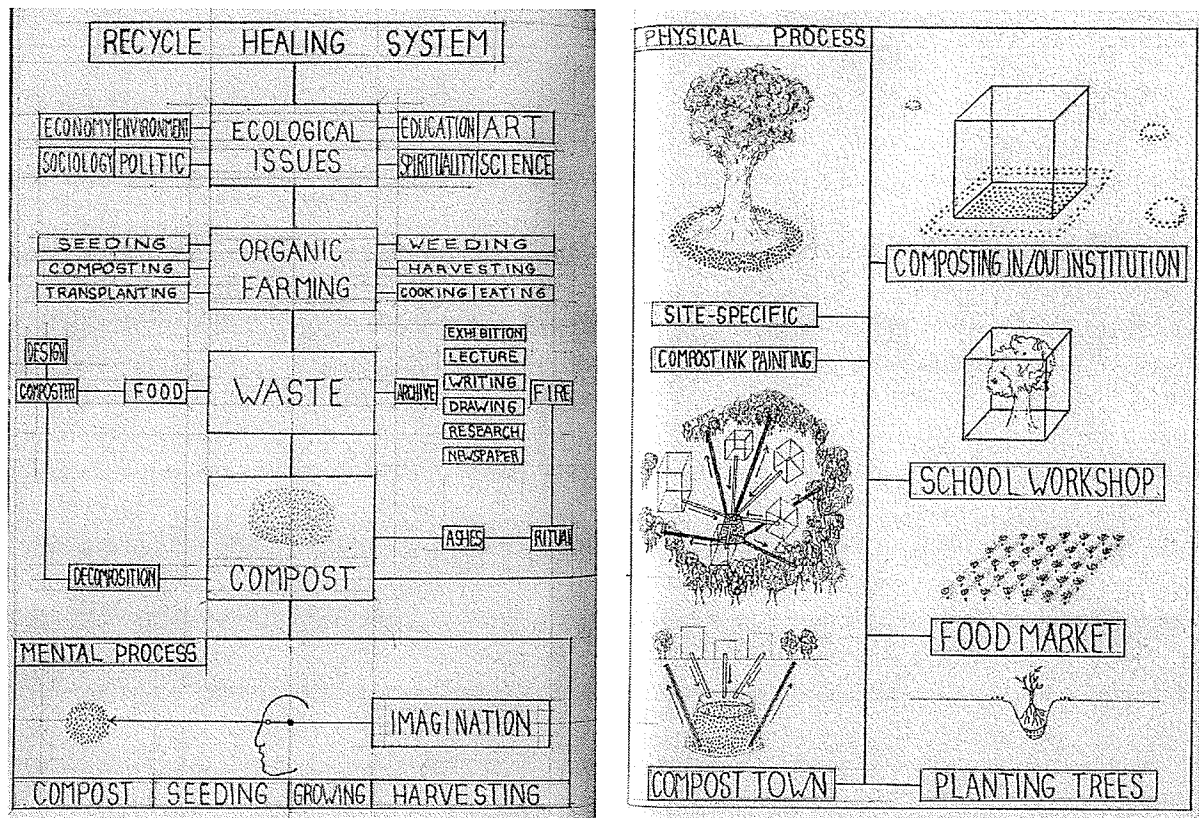 RECYCLE HEALING SYSTEM
ECONOMY ENVIRONMENT
SOCIOLOGY POLITIC
ECOLOGICAL
ISSUES
EDUCATION ART
SPIRITUALITY SCIENCE
SEEDING
COMPOSTING
TRANSPLANTING
ORGANIC
FARMING
WEEDING
HARVESTING
COOKING EATING
DESIGN
COMPOSTER
FOOD
WASTE
ARCHIVE
EXHIBITION
LECTURE
WRITING
DRAWING
RESEARCH
NEWSPAPER
FIRE
DECOMPOSITION
COMPOST
ASHES
RITUAL
MENTAL PROCESS
IMAGINATION
COMPOST SEEDING GROWING HARVESTING
PHYSICAL PROCESS
SITE-SPECIFIC
COMPOST INK PAINTING
COMPOST TOWN
COMPOSTING IN/OUT INSTITUTION
SCHOOL WORKSHOP
FOOD MARKET
PLANTING TREES